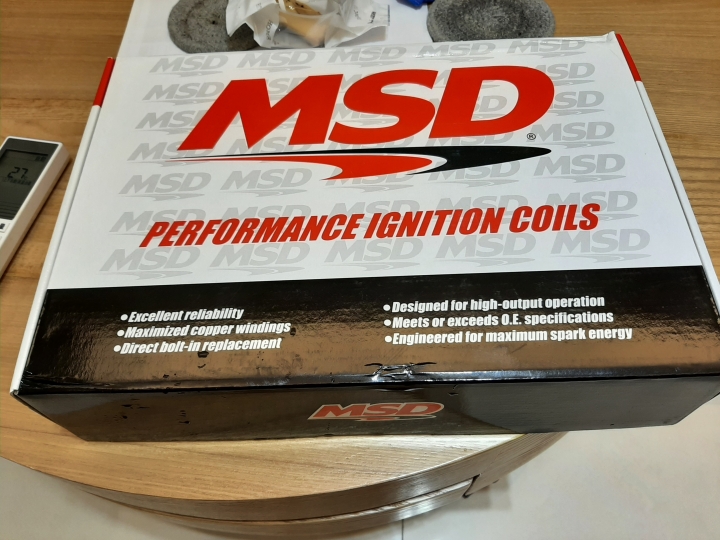 MSD
®
PERFORMANCE IGNITION COILS
•Excellent reliability
•Maximized copper windings
•Direct bolt-in replacement
•Designed for high-output operation
•Meets or exceeds O.E. specifications
•Engineered for maximum spark energy
MSD
27